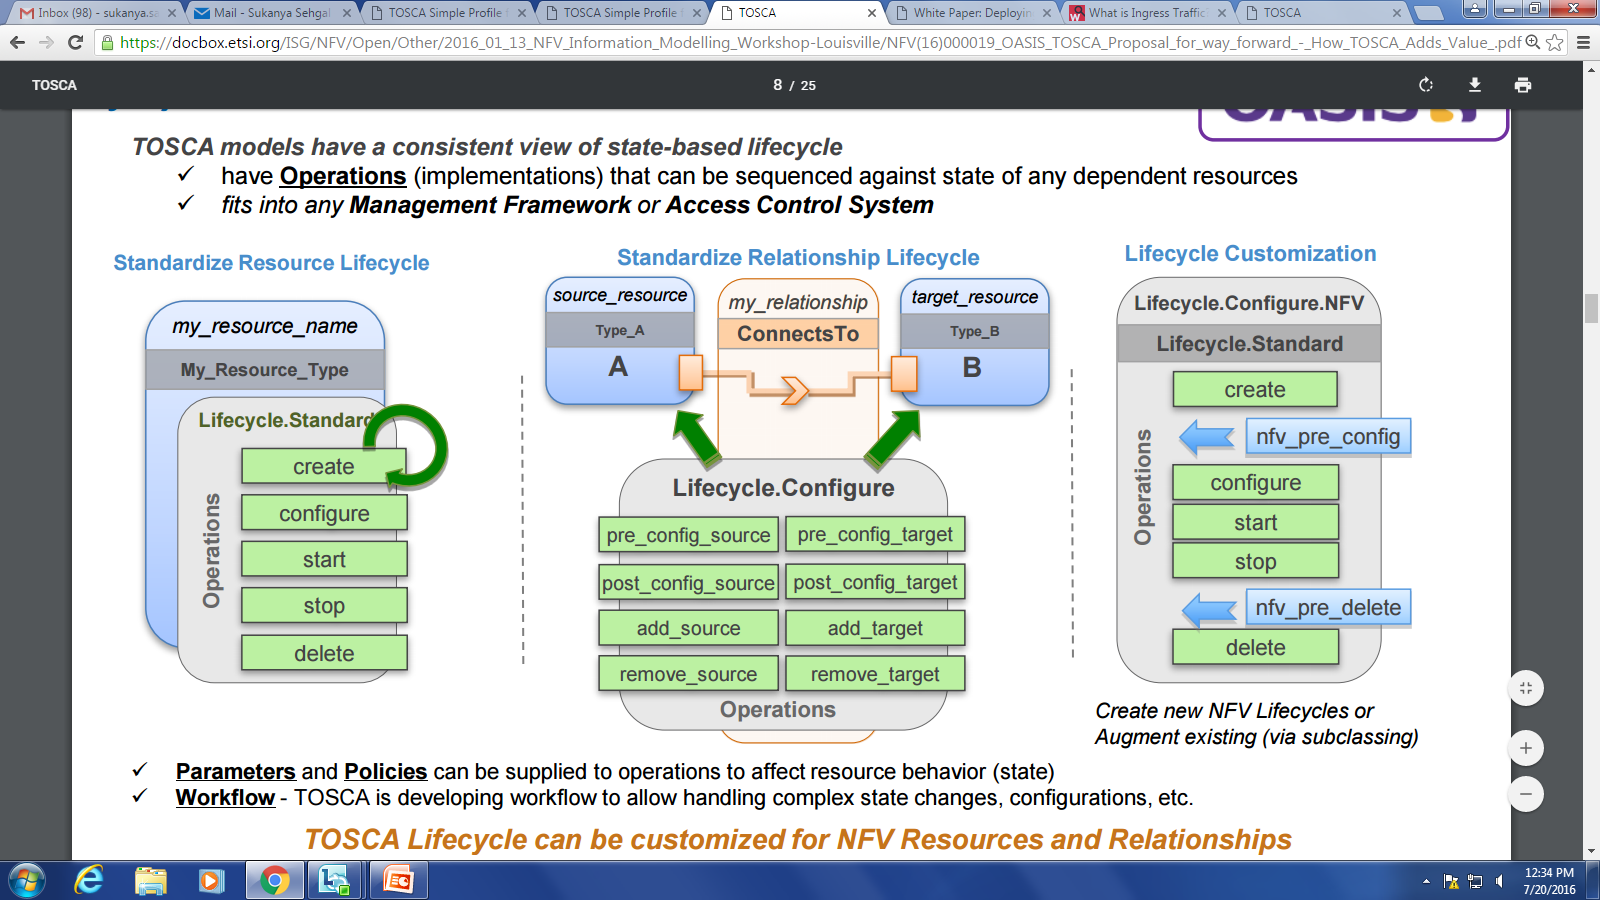 Inbox (98) - sukanya.sa
Mail - Sukanya Sehgal
TOSCA Simple Profile f
TOSCA Simple Profile f
TOSCA
White Paper: Deployin
What is Ingress Traffic
TOSCA
https://docbox.etsi.org/ISG/NFV/Open/Other/2016_01_13_NFV_Information_Modelling_Workshop-Louisville/NFV(16)000019_OASIS_TOSCA_Proposal_for_way_forward_-_How_TOSCA_Adds_Value_.pdf
TOSCA
8 / 25
OASIS
TOSCA models have a consistent view of state-based lifecycle
✓ have Operations (implementations) that can be sequenced against state of any dependent resources
✓ fits into any Management Framework or Access Control System
Standardize Resource Lifecycle
my_resource_name
My_Resource_Type
Lifecycle.Standard
Operations
create
configure
start
stop
delete
Standardize Relationship Lifecycle
source_resource
Type_A
A
my_relationship
ConnectsTo
target_resource
Type_B
B
Lifecycle.Configure
pre_config_source
pre_config_target
post_config_source
post_config_target
add_source
add_target
remove_source
remove_target
Operations
Lifecycle Customization
Lifecycle.Configure.NFV
Lifecycle.Standard
Operations
create
nfv_pre_config
configure
start
stop
nfv_pre_delete
delete
Create new NFV Lifecycles or
Augment existing (via subclassing)
✓ Parameters and Policies can be supplied to operations to affect resource behavior (state)
✓ Workflow - TOSCA is developing workflow to allow handling complex state changes, configurations, etc.
TOSCA Lifecycle can be customized for NFV Resources and Relationships
12:34 PM
7/20/2016